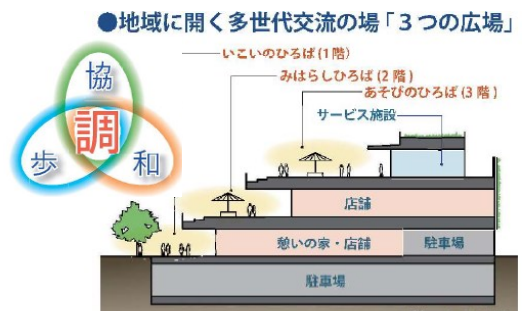 ●地域に開く多世代交流の場「３つの広場」
いこいのひろば(1階)
みはらしひろば(2階)
あそびのひろば(3階)
サービス施設
協
調
歩
和
店舗
憩いの家・店舗
駐車場
駐車場